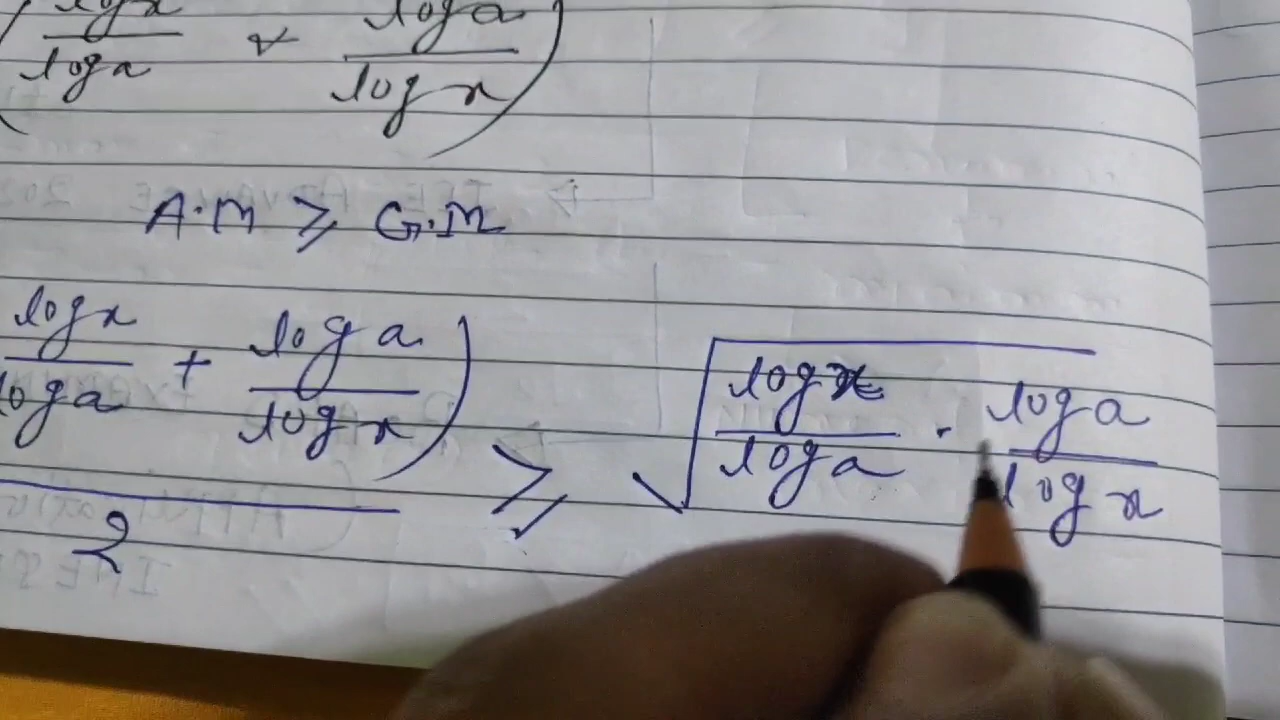 ( log x / log a + log a / log x )
A.M ≥ G.M
( log x / log a + log a / log x ) / 2 ≥ √( log x / log a · log a / log x )